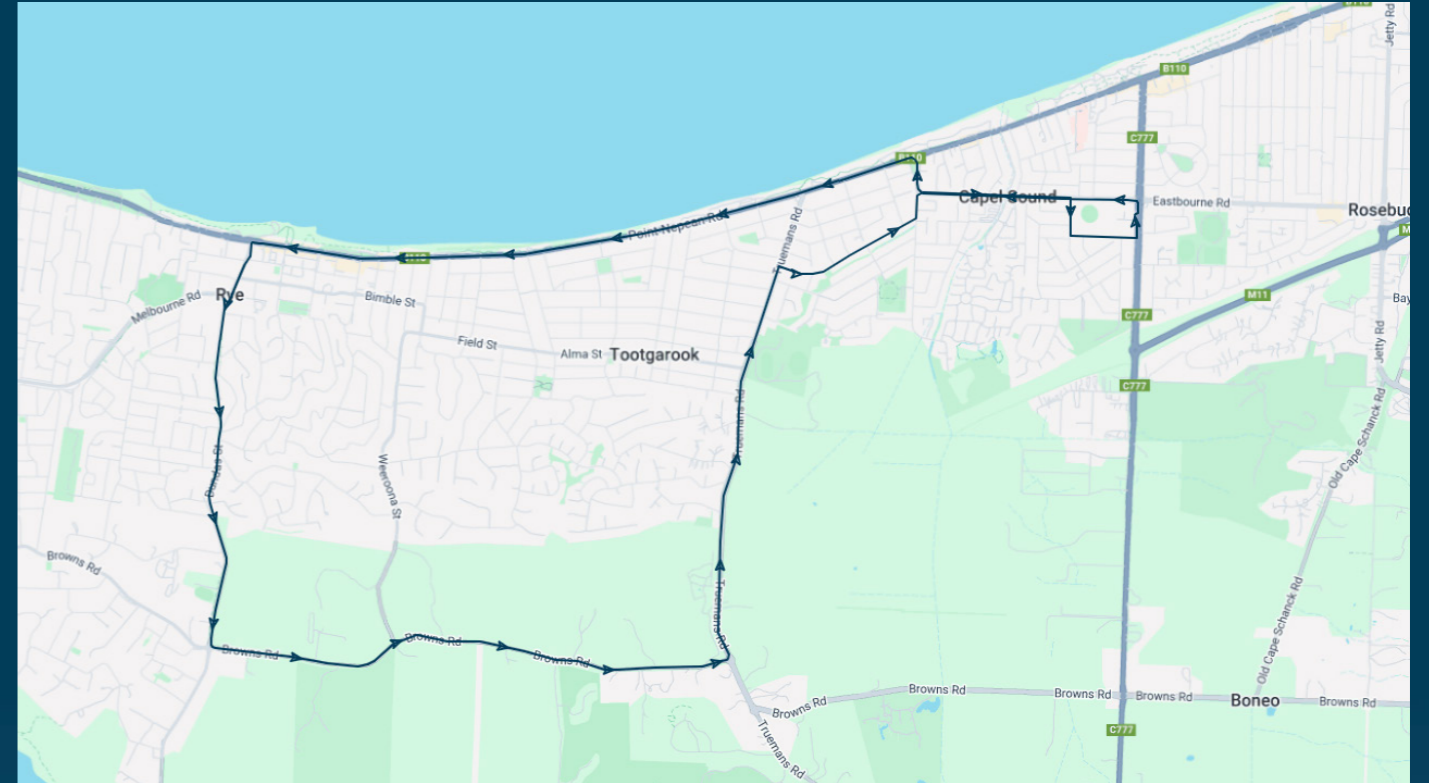 B110
Jetty Rd
B110
C777
B110
Capel Sound
Eastbourne Rd
Rosebud
Point Nepean Rd
Truemans Rd
M11
Rye
Melbourne Rd
Bimble St
C777
Bay
Field St
Alma St
Tootgarook
Jetty Rd
C777
Truemans Rd
Old Cape Schanck Rd
Weeroona St
Browns Rd
Truemans Rd
Old Cape Schanck Rd
Browns Rd
Browns Rd
Browns Rd
Browns Rd
Browns Rd
Browns Rd
Browns Rd
Boneo
Browns Rd
Truemans Rd
C777